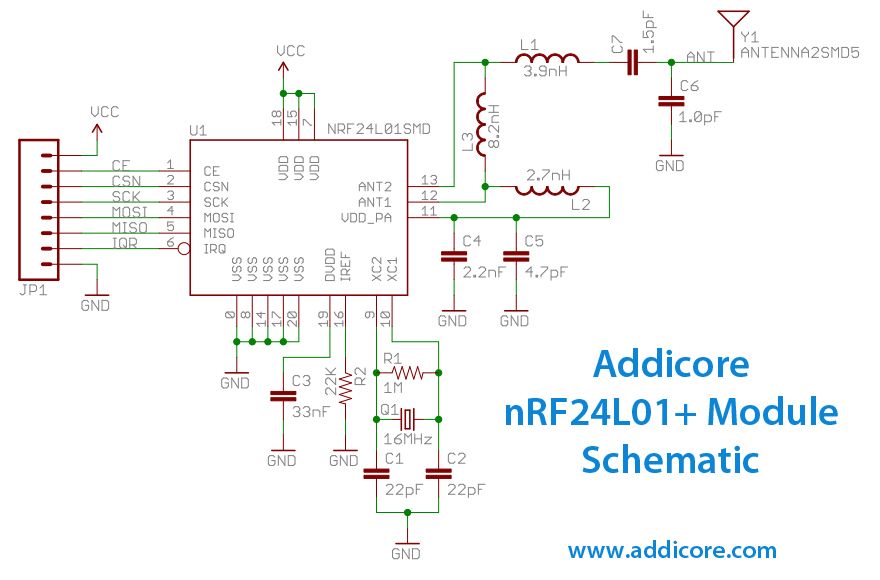 VCC
VCC
U1
NRF24L01SMD
18
15
7
VDD
VDD
VDD
CE
CSN
SCK
MOSI
MISO
IQR
1
2
3
4
5
6
CE
CSN
SCK
MOSI
MISO
IRQ
ANT2
ANT1
VDD_PA
13
12
11
VSS
VSS
VSS
VSS
VSS
DVDD
IREF
XC2
XC1
0
8
14
17
20
19
16
9
10
JP1
GND
GND
C3
33nF
GND
22K
R2
GND
R1
1M
Q1
16MHz
C1
22pF
C2
22pF
GND
L1
3.9nH
L3
8.2nH
2.7nH
L2
C7
1.5pF
ANT
Y1
ANTENNA2SMD5
C6
1.0pF
GND
C4
2.2nF
GND
C5
4.7pF
GND
Addicore
nRF24L01+ Module
Schematic
www.addicore.com